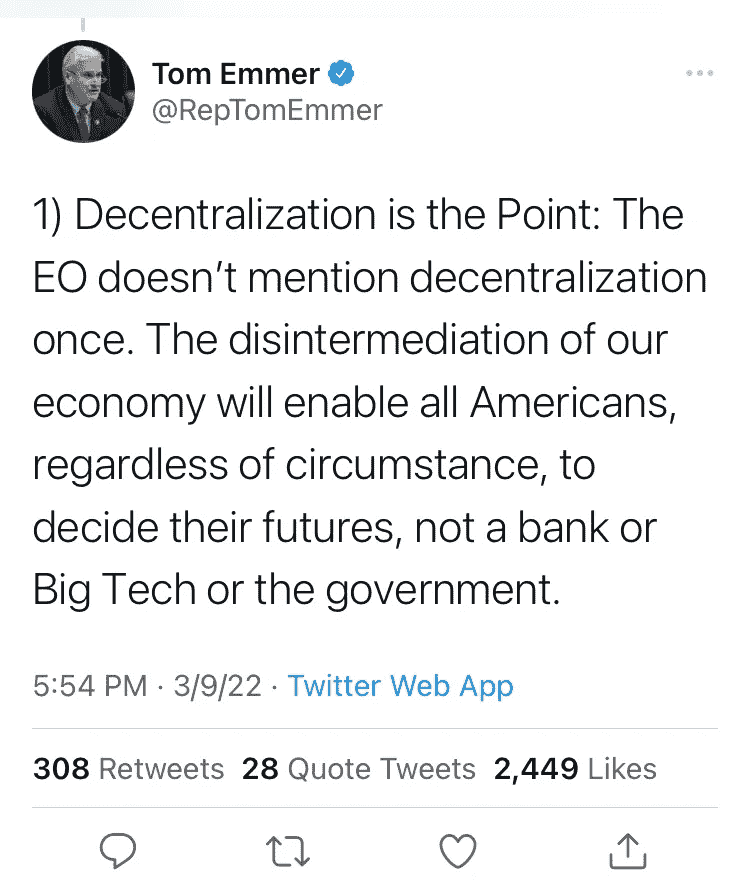 Tom Emmer
@RepTomEmmer
1) Decentralization is the Point: The
EO doesn’t mention decentralization
once. The disintermediation of our
economy will enable all Americans,
regardless of circumstance, to
decide their futures, not a bank or
Big Tech or the government.
5:54 PM · 3/9/22 · Twitter Web App
308 Retweets 28 Quote Tweets 2,449 Likes